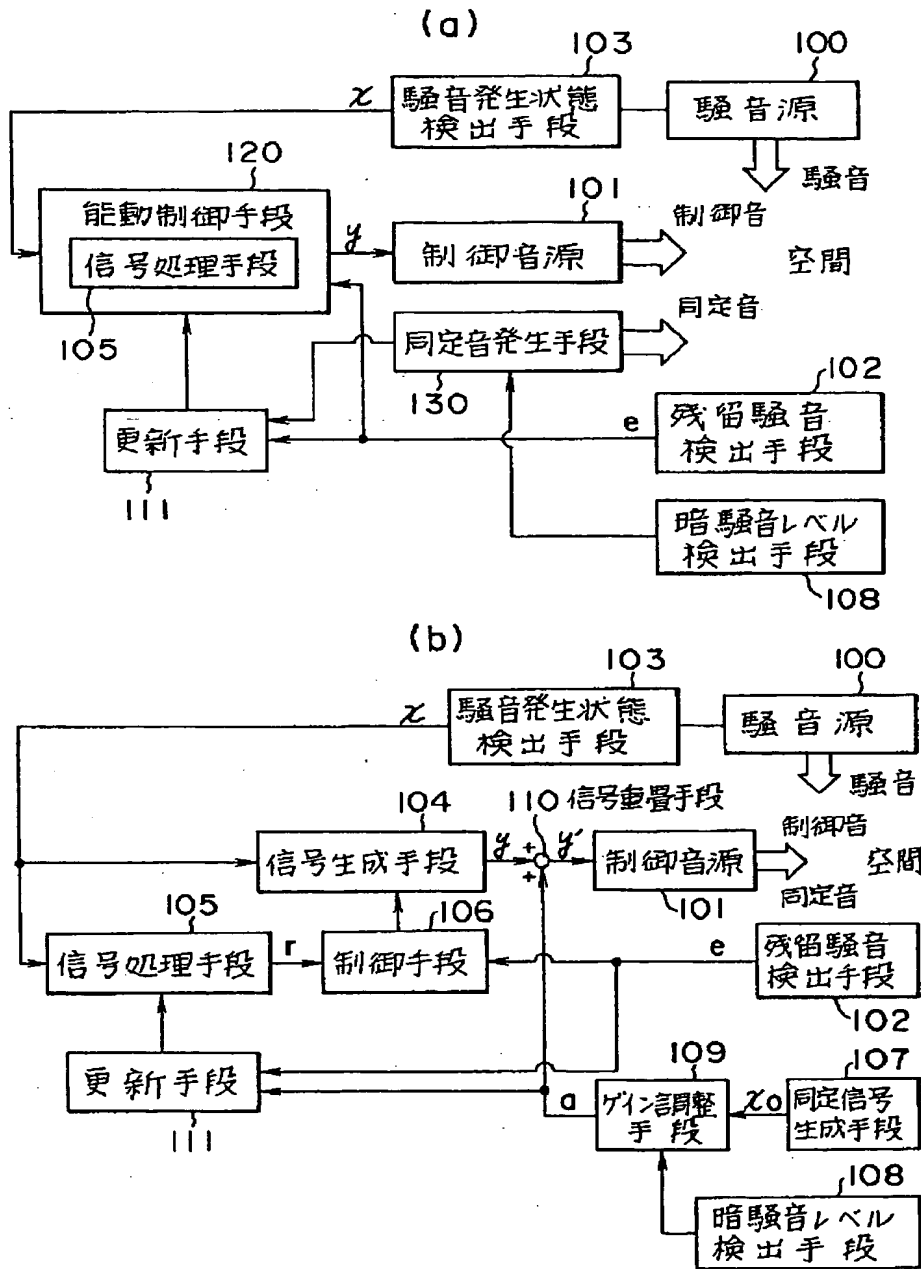 (a)
103
100
x
騒音発生状態
検出手段
騒音源
騒音
120
能動制御手段
信号処理手段
105
y
101
制御音源
制御音
空間
同定音発生手段
130
同定音
更新手段
111
e
102
残留騒音
検出手段
暗騒音レベル
検出手段
108
(b)
103
100
x
騒音発生状態
検出手段
騒音源
騒音
104
信号生成手段
y
+
+
110
信号重畳手段
y´
制御音源
101
制御音
空間
同定音
105
信号処理手段
r
106
制御手段
e
残留騒音
検出手段
102
更新手段
111
a
109
ゲイン調整
手段
xo
107
同定信号
生成手段
108
暗騒音レベル
検出手段